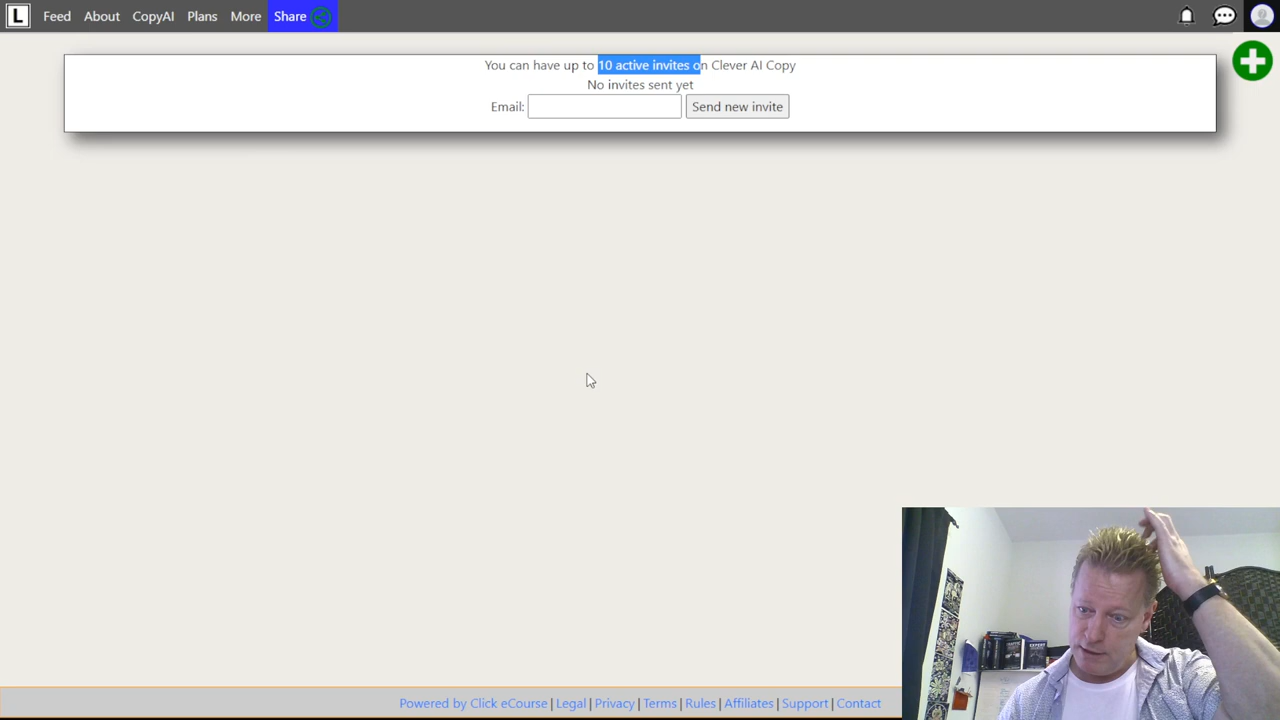 L Feed About CopyAI Plans More Share
You can have up to 10 active invites on Clever AI Copy
No invites sent yet
Email: Send new invite
Powered by Click eCourse | Legal | Privacy | Terms | Rules | Affiliates | Support | Contact